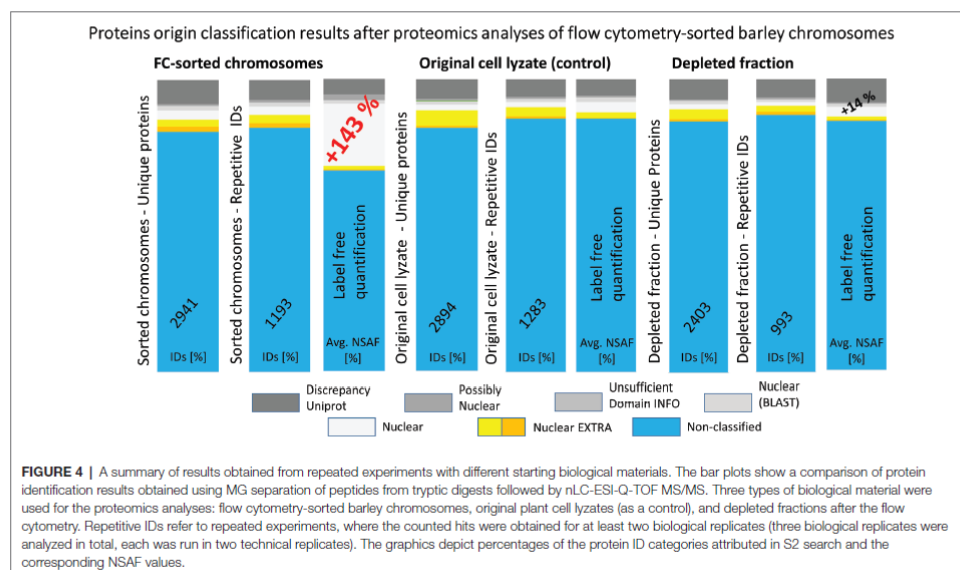 Proteins origin classification results after proteomics analyses of flow cytometry-sorted barley chromosomes
FC-sorted chromosomes
Original cell lyzate (control)
Depleted fraction
Sorted chromosomes - Unique proteins
2941
IDs [%]
Sorted chromosomes - Repetitive IDs
1193
IDs [%]
+143 %
Label free
quantification
Avg. NSAF
[%]
Original cell lyzate - Unique proteins
2894
IDs [%]
Original cell lyzate - Repetitive IDs
1283
IDs [%]
Label free
quantification
Avg. NSAF
[%]
Depleted fraction - Unique Proteins
2403
IDs [%]
Depleted fraction - Repetitive IDs
993
IDs [%]
+14 %
Label free
quantification
Avg. NSAF
[%]
Discrepancy
Uniprot
Possibly
Nuclear
Unsufficient
Domain INFO
Nuclear
(BLAST)
Nuclear
Nuclear EXTRA
Non-classified
FIGURE 4 | A summary of results obtained from repeated experiments with different starting biological materials. The bar plots show a comparison of protein
identification results obtained using MG separation of peptides from tryptic digests followed by nLC-ESI-Q-TOF MS/MS. Three types of biological material were
used for the proteomics analyses: flow cytometry-sorted barley chromosomes, original plant cell lyzates (as a control), and depleted fractions after the flow
cytometry. Repetitive IDs refer to repeated experiments, where the counted hits were obtained for at least two biological replicates (three biological replicates were
analyzed in total, each was run in two technical replicates). The graphics depict percentages of the protein ID categories attributed in S2 search and the
corresponding NSAF values.